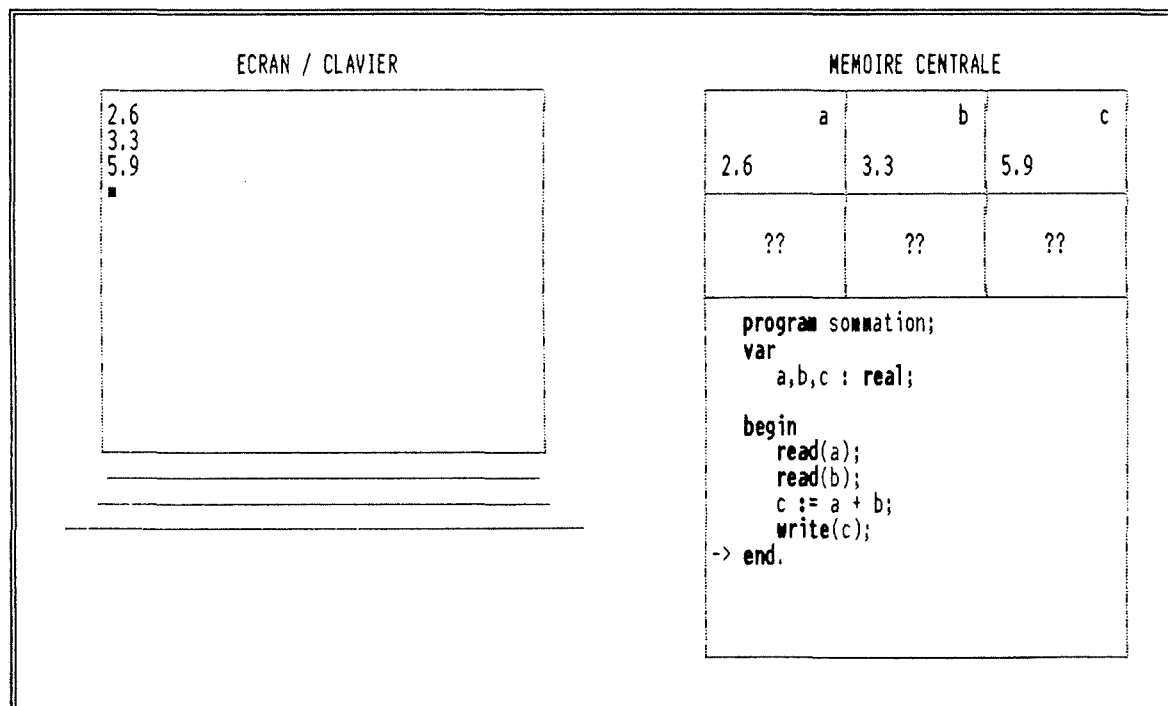 ECRAN / CLAVIER
2.6
3.3
5.9
MEMOIRE CENTRALE
a b c
2.6 3.3 5.9
?? ?? ??
program sommation;
var
a,b,c : real;
begin
read(a);
read(b);
c := a + b;
write(c);
-> end.